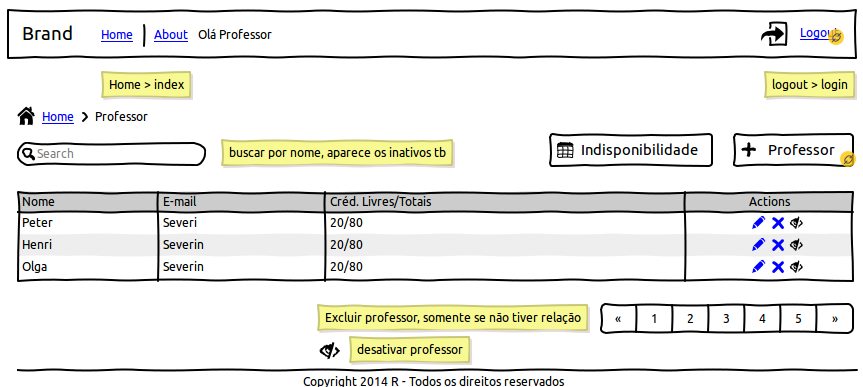 Brand Home About Olá Professor Logout
Home > index logout > login
Home Professor
Search buscar por nome, aparece os inativos tb Indisponibilidade Professor
Nome E-mail Créd. Livres/Totais Actions
Peter Severi 20/80
Henri Severin 20/80
Olga Severin 20/80
Excluir professor, somente se não tiver relação « 1 2 3 4 5 »
desativar professor
Copyright 2014 R - Todos os direitos reservados